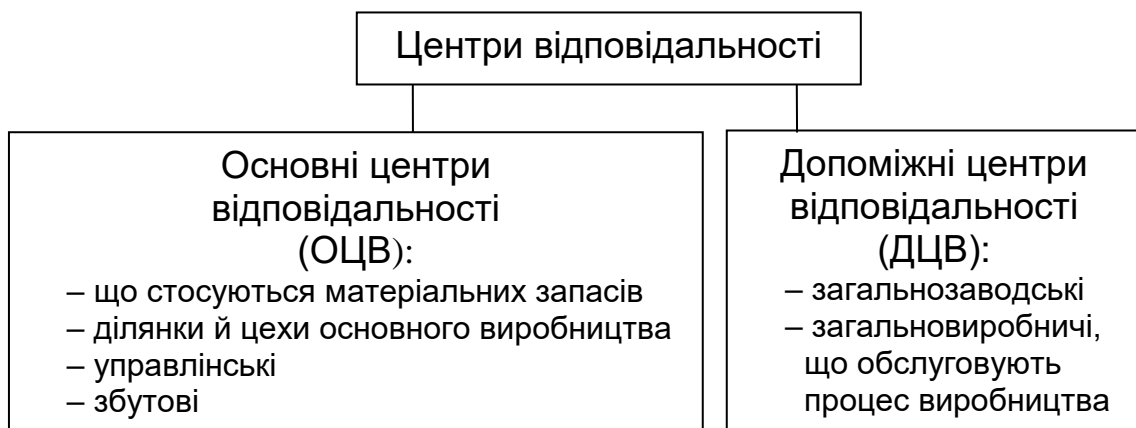 Центри відповідальності
Основні центри
відповідальності
(ОЦВ):
– що стосуються матеріальних запасів
– ділянки й цехи основного виробництва
– управлінські
– збутові
Допоміжні центри
відповідальності
(ДЦВ):
– загальнозаводські
– загальновиробничі,
що обслуговують
процес виробництва